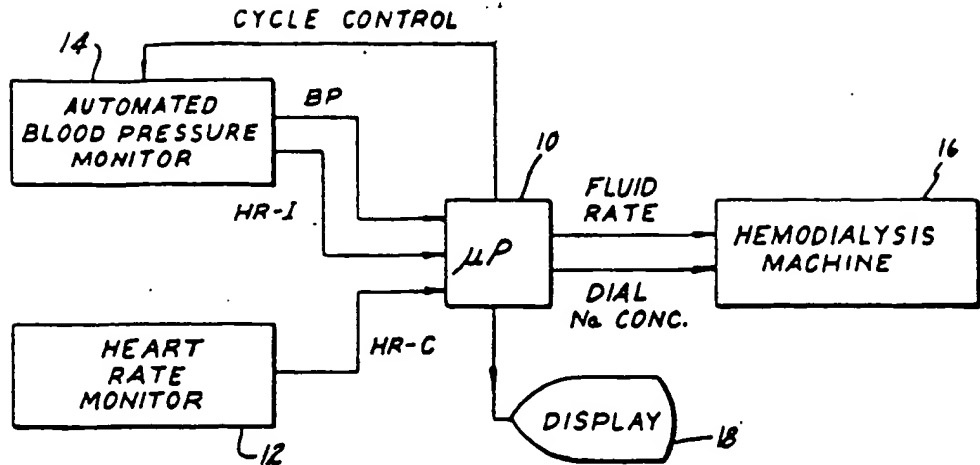 CYCLE CONTROL
14
AUTOMATED
BLOOD PRESSURE
MONITOR
BP
HR-I
10
μP
FLUID
RATE
DIAL
Na CONC.
16
HEMODIALYSIS
MACHINE
HEART
RATE
MONITOR
HR-C
12
DISPLAY
18